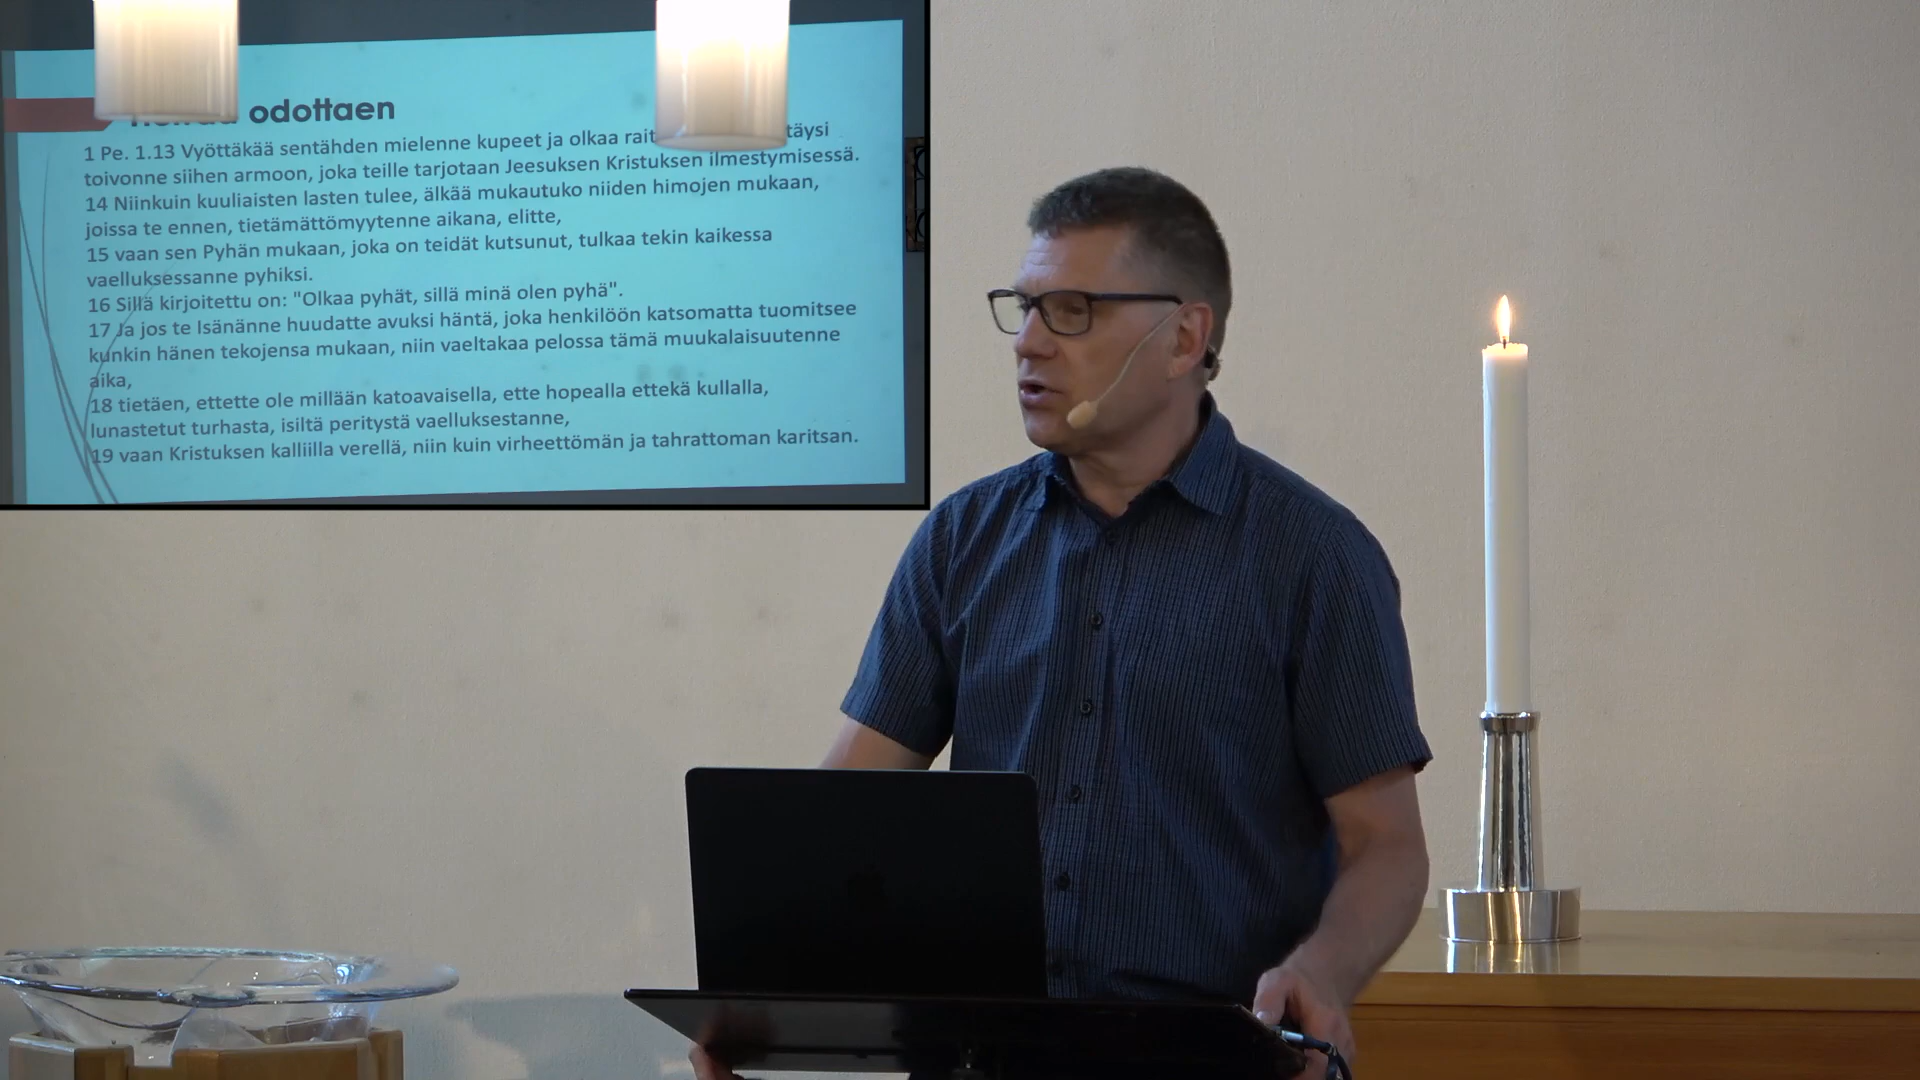 odottaen
1 Pe. 1.13 Vyöttäkää sentähden mielenne kupeet ja olkaa täysi
toivonne siihen armoon, joka teille tarjotaan Jeesuksen Kristuksen ilmestymisessä.
14 Niinkuin kuuliaisten lasten tulee, älkää mukautuko niiden himojen mukaan,
joissa te ennen, tietämättömyytenne aikana, elitte,
15 vaan sen Pyhän mukaan, joka on teidät kutsunut, tulkaa tekin kaikessa
vaelluksessanne pyhiksi.
16 Sillä kirjoitettu on: "Olkaa pyhät, sillä minä olen pyhä".
17 Ja jos te Isänänne huudatte avuksi häntä, joka henkilöön katsomatta tuomitsee
kunkin hänen tekojensa mukaan, niin vaeltakaa pelossa tämä muukalaisuutenne
aika,
18 tietäen, ettette ole millään katoavaisella, ette hopealla ettekä kullalla,
lunastetut turhasta, isiltä peritystä vaelluksestanne,
19 vaan Kristuksen kalliilla verellä, niin kuin virheettömän ja tahrattoman karitsan.